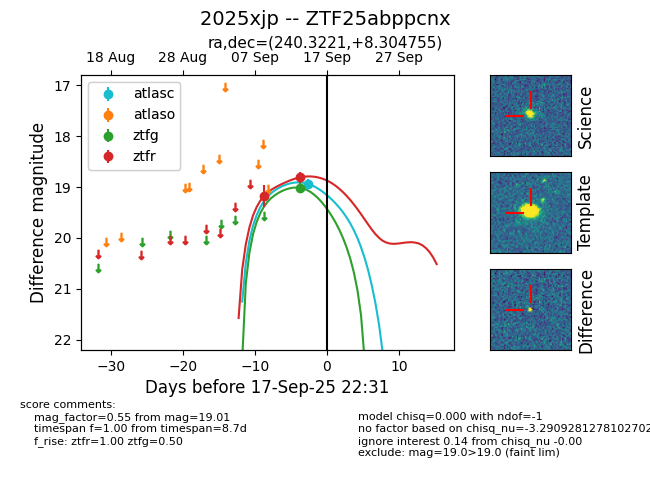 2025xjp -- ZTF25abppcnx
ra,dec=(240.3221,+8.304755)
18 Aug 28 Aug 07 Sep 17 Sep 27 Sep
atlasc
atlaso
ztfg
ztfr
17
18
19
20
21
22
Difference magnitude
−30 −20 −10 0 10
Days before 17-Sep-25 22:31
Science
Template
Difference
score comments:
mag_factor=0.55 from mag=19.01
timespan f=1.00 from timespan=8.7d
f_rise: ztfr=1.00 ztfg=0.50
model chisq=0.000 with ndof=-1
no factor based on chisq_nu=-3.2909281278102702
ignore interest 0.14 from chisq_nu -0.00
exclude: mag=19.0>19.0 (faint lim)